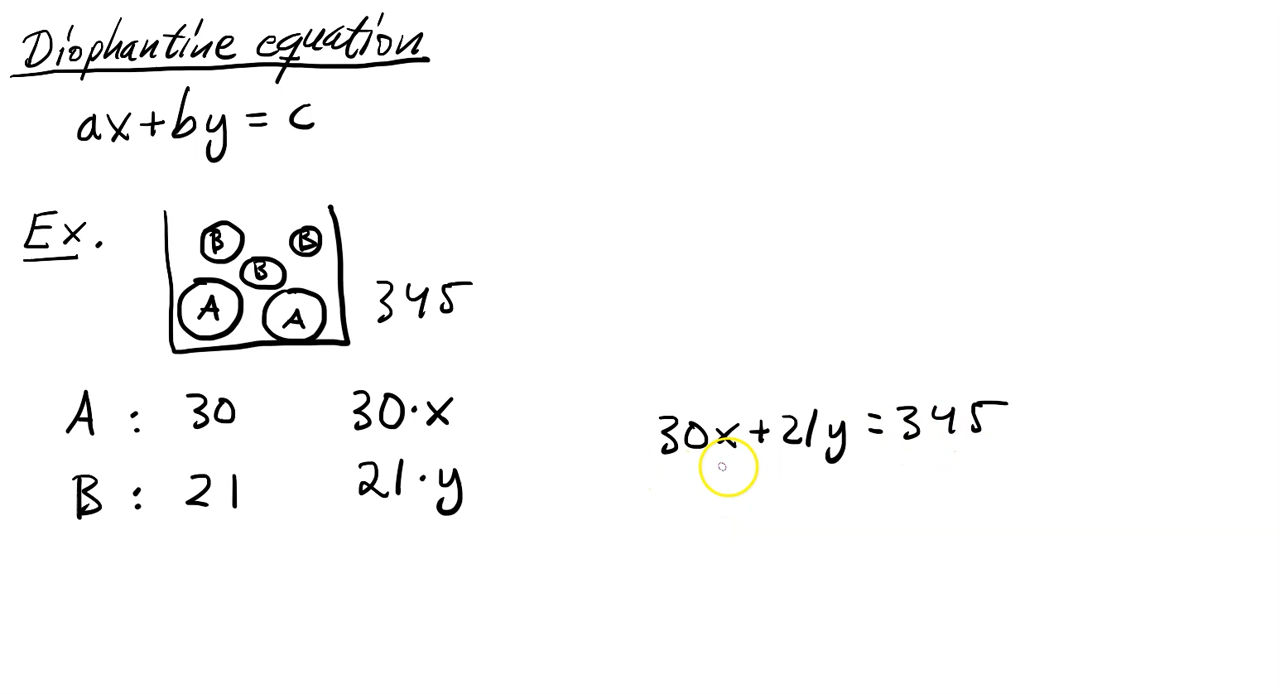 Diophantine equation
ax+by=c
Ex.
B B
B
A A
345
A : 30 30·x
B : 21 21·y
30x+21y=345